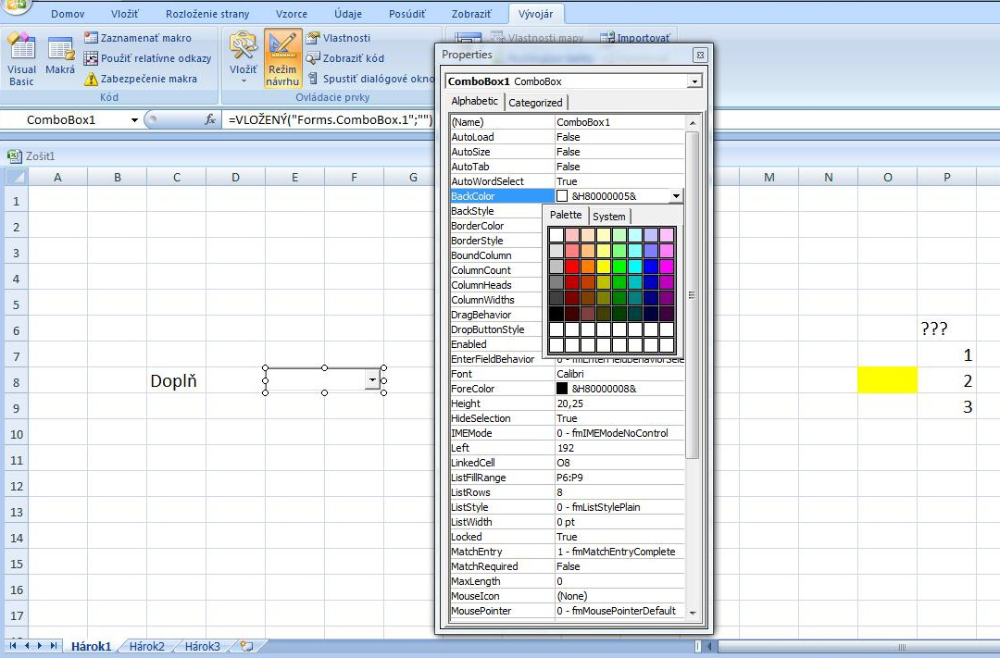 Domov Vložiť Rozloženie strany Vzorce Údaje Posúdiť Zobraziť Vývojár
Visual Basic
Makrá
Zaznamenať makro
Použiť relatívne odkazy
Zabezpečenie makra
Kód
Vložiť
Režim návrhu
Vlastnosti
Zobraziť kód
Spustiť dialógové okno
Ovládacie prvky
Vlastnosti mapy
Importovať
ComboBox1 fx =VLOŽENÝ("Forms.ComboBox.1";"")
Zošit1
A B C D E F G M N O P
1
2
3
4
5
6 ???
7 1
8 Doplň 2
9 3
10
11
12
13
14
15
16
17
Hárok1 Hárok2 Hárok3
Properties
ComboBox1 ComboBox
Alphabetic Categorized
(Name) ComboBox1
AutoLoad False
AutoSize False
AutoTab False
AutoWordSelect True
BackColor &H80000005&
Palette System
BackStyle
BorderColor
BorderStyle
BoundColumn
ColumnCount
ColumnHeads
ColumnWidths
DragBehavior
DropButtonStyle
Enabled
EnterFieldBehavior 0 - fmEnterFieldBehaviorSele
Font Calibri
ForeColor &H80000008&
Height 20,25
HideSelection True
IMEMode 0 - fmIMEModeNoControl
Left 192
LinkedCell O8
ListFillRange P6:P9
ListRows 8
ListStyle 0 - fmListStylePlain
ListWidth 0 pt
Locked True
MatchEntry 1 - fmMatchEntryComplete
MatchRequired False
MaxLength 0
MouseIcon (None)
MousePointer 0 - fmMousePointerDefault